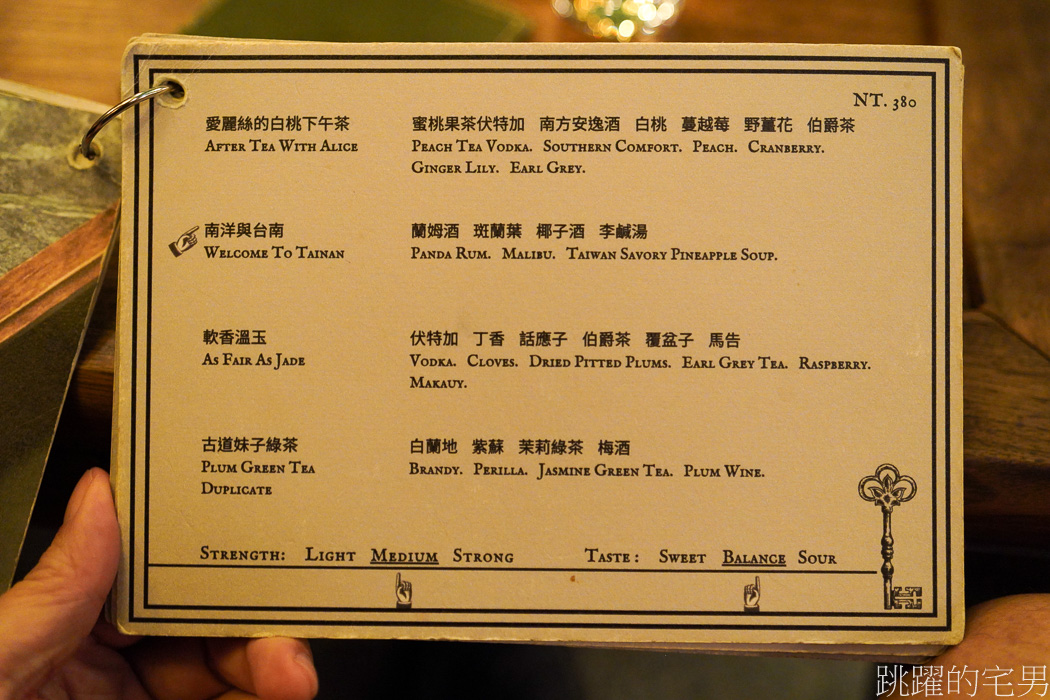 NT. 380
愛麗絲的白桃下午茶 蜜桃果茶伏特加 南方安逸酒 白桃 蔓越莓 野薑花 伯爵茶
After Tea With Alice Peach Tea Vodka. Southern Comfort. Peach. Cranberry.
Ginger Lily. Earl Grey.
南洋與台南 蘭姆酒 斑蘭葉 椰子酒 李鹹湯
Welcome To Tainan Panda Rum. Malibu. Taiwan Savory Pineapple Soup.
軟香溫玉 伏特加 丁香 話應子 伯爵茶 覆盆子 馬告
As Fair As Jade Vodka. Cloves. Dried Pitted Plums. Earl Grey Tea. Raspberry.
Makauy.
古道妹子綠茶 白蘭地 紫蘇 茉莉綠茶 梅酒
Plum Green Tea Brandy. Perilla. Jasmine Green Tea. Plum Wine.
Duplicate
Strength: Light Medium Strong Taste: Sweet Balance Sour
跳躍的宅男